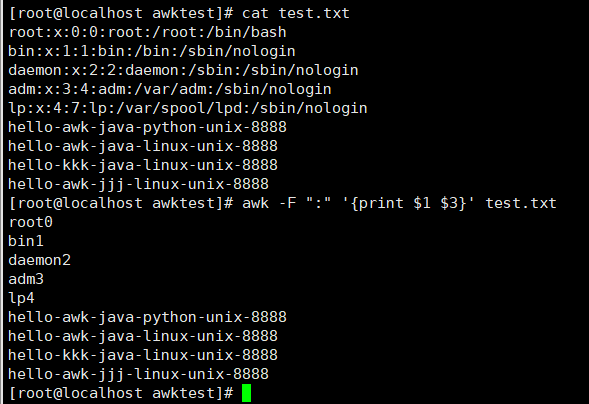 [root@localhost awktest]# cat test.txt
root:x:0:0:root:/root:/bin/bash
bin:x:1:1:bin:/bin:/sbin/nologin
daemon:x:2:2:daemon:/sbin:/sbin/nologin
adm:x:3:4:adm:/var/adm:/sbin/nologin
lp:x:4:7:lp:/var/spool/lpd:/sbin/nologin
hello-awk-java-python-unix-8888
hello-awk-java-linux-unix-8888
hello-kkk-java-linux-unix-8888
hello-awk-jjj-linux-unix-8888
[root@localhost awktest]# awk -F ":" '{print $1 $3}' test.txt
root0
bin1
daemon2
adm3
lp4
hello-awk-java-python-unix-8888
hello-awk-java-linux-unix-8888
hello-kkk-java-linux-unix-8888
hello-awk-jjj-linux-unix-8888
[root@localhost awktest]#